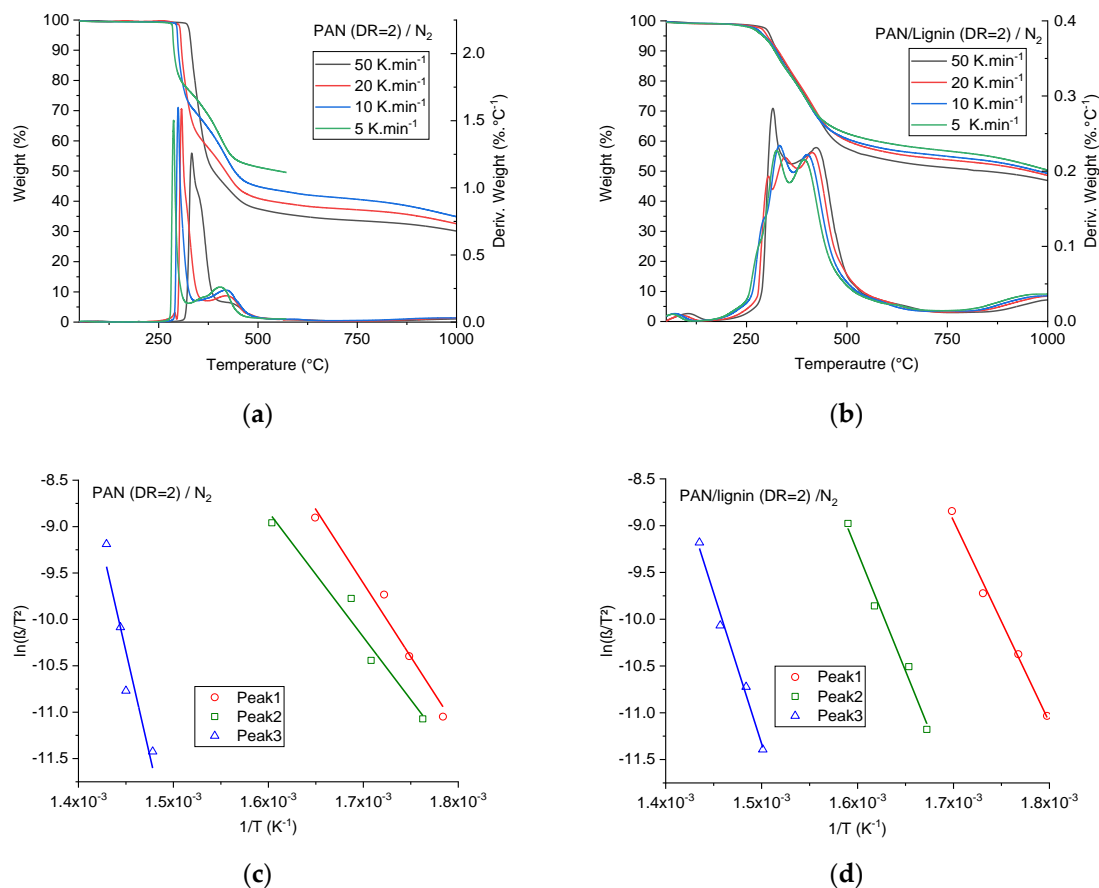 PAN (DR=2) / N₂
50 K.min⁻¹
20 K.min⁻¹
10 K.min⁻¹
5 K.min⁻¹
100
90
80
70
60
50
40
30
20
10
0
Weight (%)
2.0
1.5
1.0
0.5
0.0
Deriv. Weight (%. °C⁻¹)
250
500
750
1000
Temperature (°C)
(a)
PAN/Lignin (DR=2) / N₂
50 K.min⁻¹
20 K.min⁻¹
10 K.min⁻¹
5 K.min⁻¹
100
90
80
70
60
50
40
30
20
10
0
Weight (%)
0.4
0.3
0.2
0.1
0.0
Deriv. Weight (%. °C⁻¹)
250
500
750
1000
Temperautre (°C)
(b)
PAN (DR=2) / N₂
-8.5
-9.0
-9.5
-10.0
-10.5
-11.0
-11.5
ln(ß/T²)
Peak1
Peak2
Peak3
1.4x10⁻³
1.5x10⁻³
1.6x10⁻³
1.7x10⁻³
1.8x10⁻³
1/T (K⁻¹)
(c)
PAN/lignin (DR=2) /N₂
-8.5
-9.0
-9.5
-10.0
-10.5
-11.0
-11.5
ln(ß/T²)
Peak1
Peak2
Peak3
1.4x10⁻³
1.5x10⁻³
1.6x10⁻³
1.7x10⁻³
1.8x10⁻³
1/T (K⁻¹)
(d)